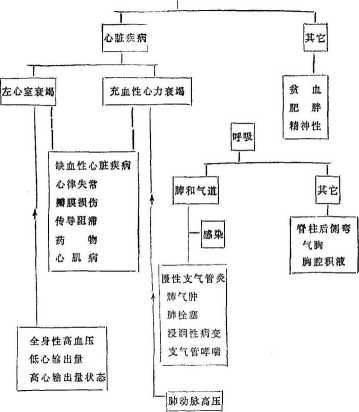 心脏疾病
其它
左心室衰竭
充血性心力衰竭
贫血
肥胖
精神性
呼吸
缺血性心脏疾病
心律失常
瓣膜损伤
传导阻滞
药物
心肌病
肺和气道
其它
感染
脊柱后侧弯
气胸
胸腔积液
慢性支气管炎
肺气肿
肺栓塞
浸润性病变
支气管哮喘
全身性高血压
低心输出量
高心输出量状态
肺动脉高压